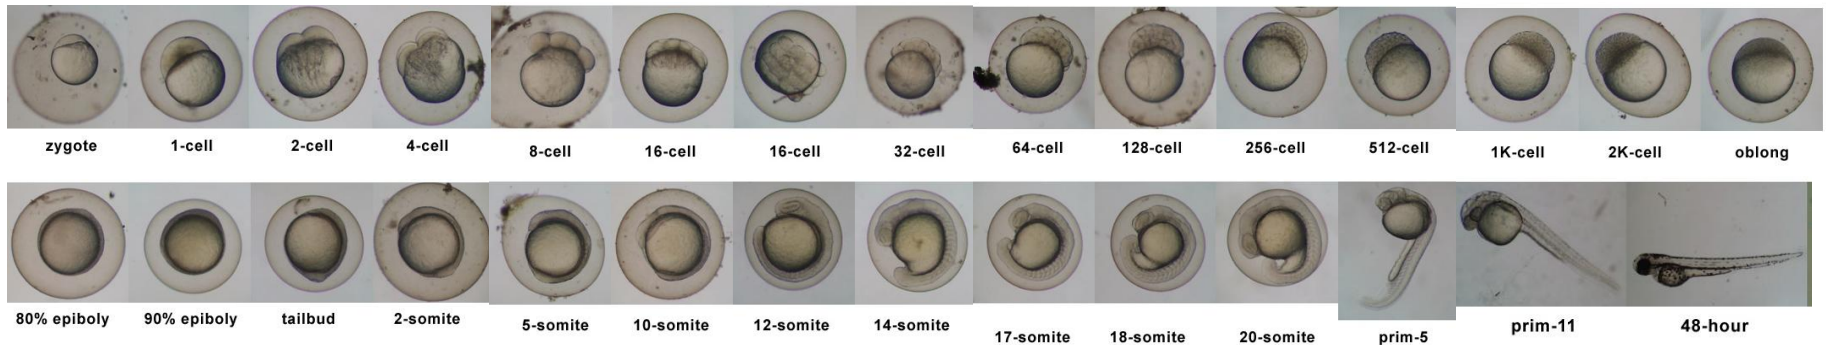 zygote 1-cell 2-cell 4-cell 8-cell 16-cell 16-cell 32-cell 64-cell 128-cell 256-cell 512-cell 1K-cell 2K-cell oblong
80% epiboly 90% epiboly tailbud 2-somite 5-somite 10-somite 12-somite 14-somite 17-somite 18-somite 20-somite prim-5 prim-11 48-hour